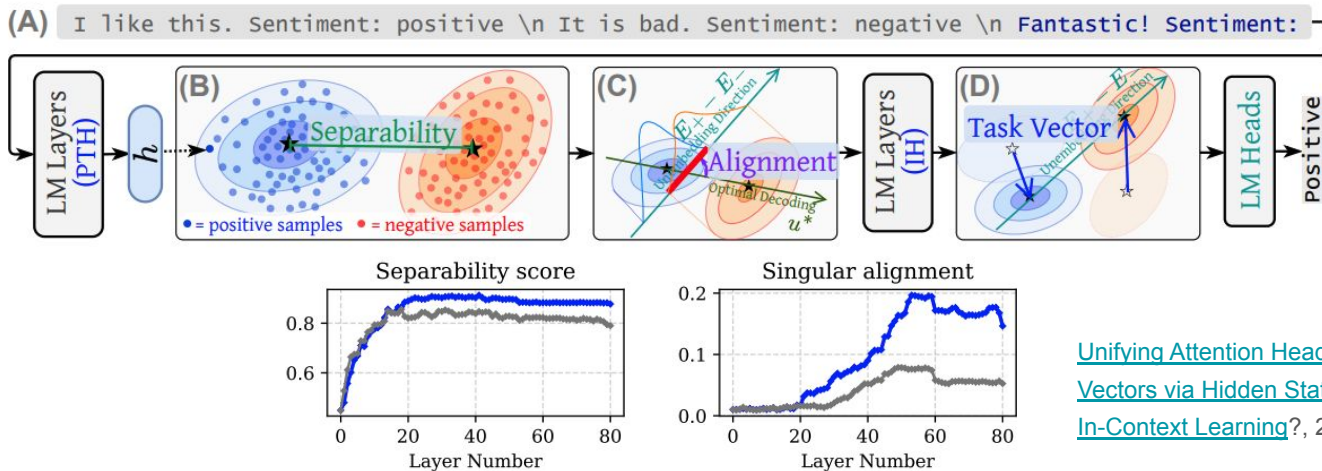 (A) I like this. Sentiment: positive \n It is bad. Sentiment: negative \n Fantastic! Sentiment:
LM Layers
(PTH)
h
(B)
Separability
= positive samples
= negative samples
(C)
E₊ - E₋
Unembedding Direction
Alignment
Optimal Decoding
u*
LM Layers
(IH)
(D)
Task Vector
LM Heads
Positive
Separability score
0.8
0.6
0 20 40 60 80
Layer Number
Singular alignment
0.2
0.1
0.0
0 20 40 60 80
Layer Number
Unifying Attention Head
Vectors via Hidden Stat
In-Context Learning?, 2